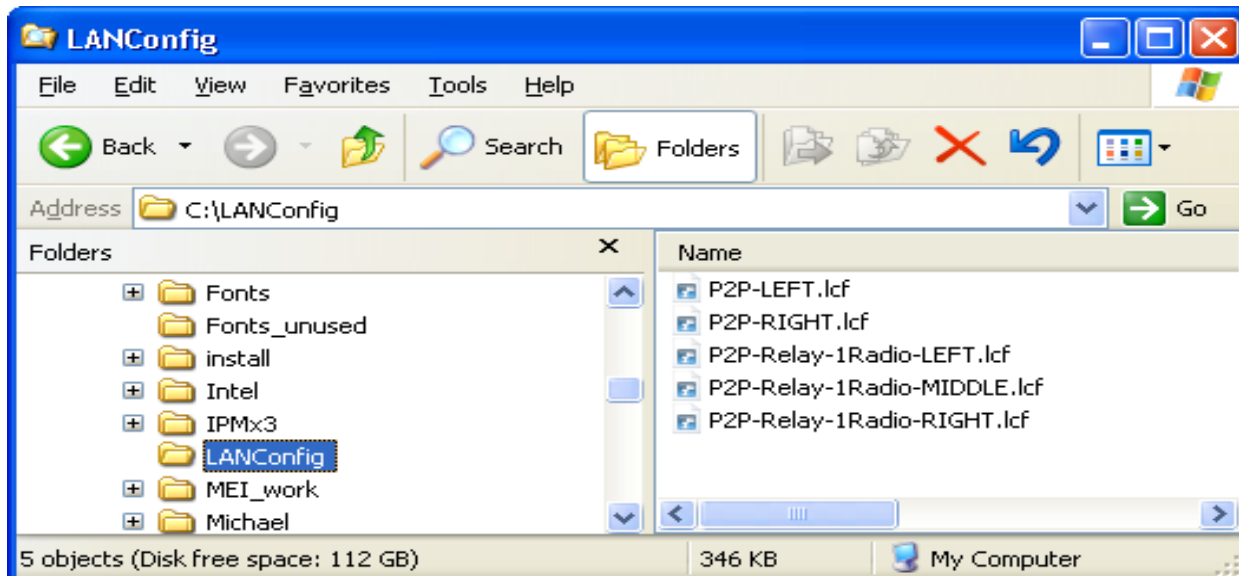 LANConfig
File Edit View Favorites Tools Help
Back Search Folders
Address C:\LANConfig Go
Folders
Fonts
Fonts_unused
install
Intel
IPMx3
LANConfig
MEI_work
Michael
Name
P2P-LEFT.lcf
P2P-RIGHT.lcf
P2P-Relay-1Radio-LEFT.lcf
P2P-Relay-1Radio-MIDDLE.lcf
P2P-Relay-1Radio-RIGHT.lcf
5 objects (Disk free space: 112 GB) 346 KB My Computer